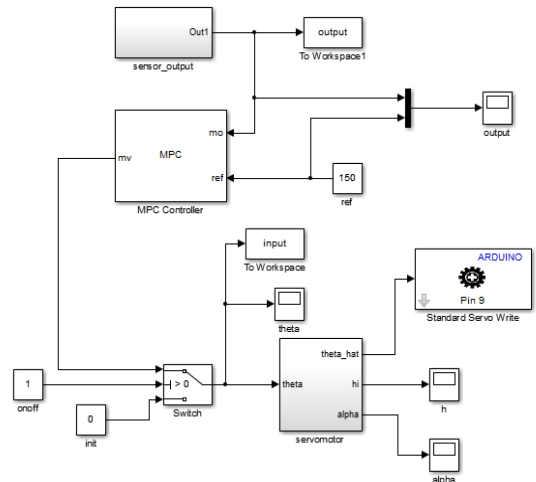 Out1
output
sensor_output
To Workspace1
mo
MPC
mv
ref
output
150
MPC Controller
ref
input
To Workspace
ARDUINO
theta
Pin 9
Standard Servo Write
theta_hat
1
> 0
theta
hi
onoff
Switch
0
h
alpha
init
servomotor
alpha